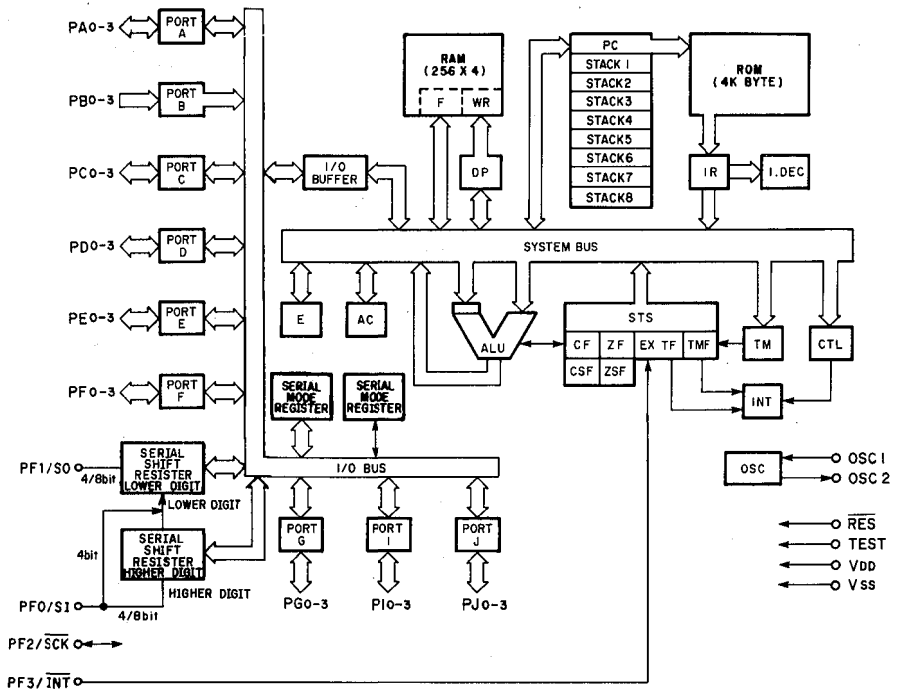 PA0-3
PORT
A
PB0-3
PORT
B
PC0-3
PORT
C
PD0-3
PORT
D
PE0-3
PORT
E
PF0-3
PORT
F
I/O
BUFFER
RAM
(256 X 4)
F
WR
DP
PC
STACK 1
STACK2
STACK3
STACK4
STACK5
STACK6
STACK7
STACK8
ROM
(4K BYTE)
IR
I.DEC
SYSTEM BUS
E
AC
ALU
STS
CF
ZF
EX TF
TMF
CSF
ZSF
TM
CTL
INT
SERIAL
MODE
REGISTER
SERIAL
MODE
REGISTER
I/O BUS
PF1/SO
4/8bit
SERIAL
SHIFT
RESISTER
LOWER DIGIT
LOWER DIGIT
4bit
SERIAL
SHIFT
RESISTER
HIGHER DIGIT
HIGHER DIGIT
PF0/SI
4/8bit
PF2/SCK
PF3/INT
PORT
G
PORT
I
PORT
J
PG0-3
PI0-3
PJ0-3
OSC
OSC 1
OSC 2
RES
TEST
VDD
VSS